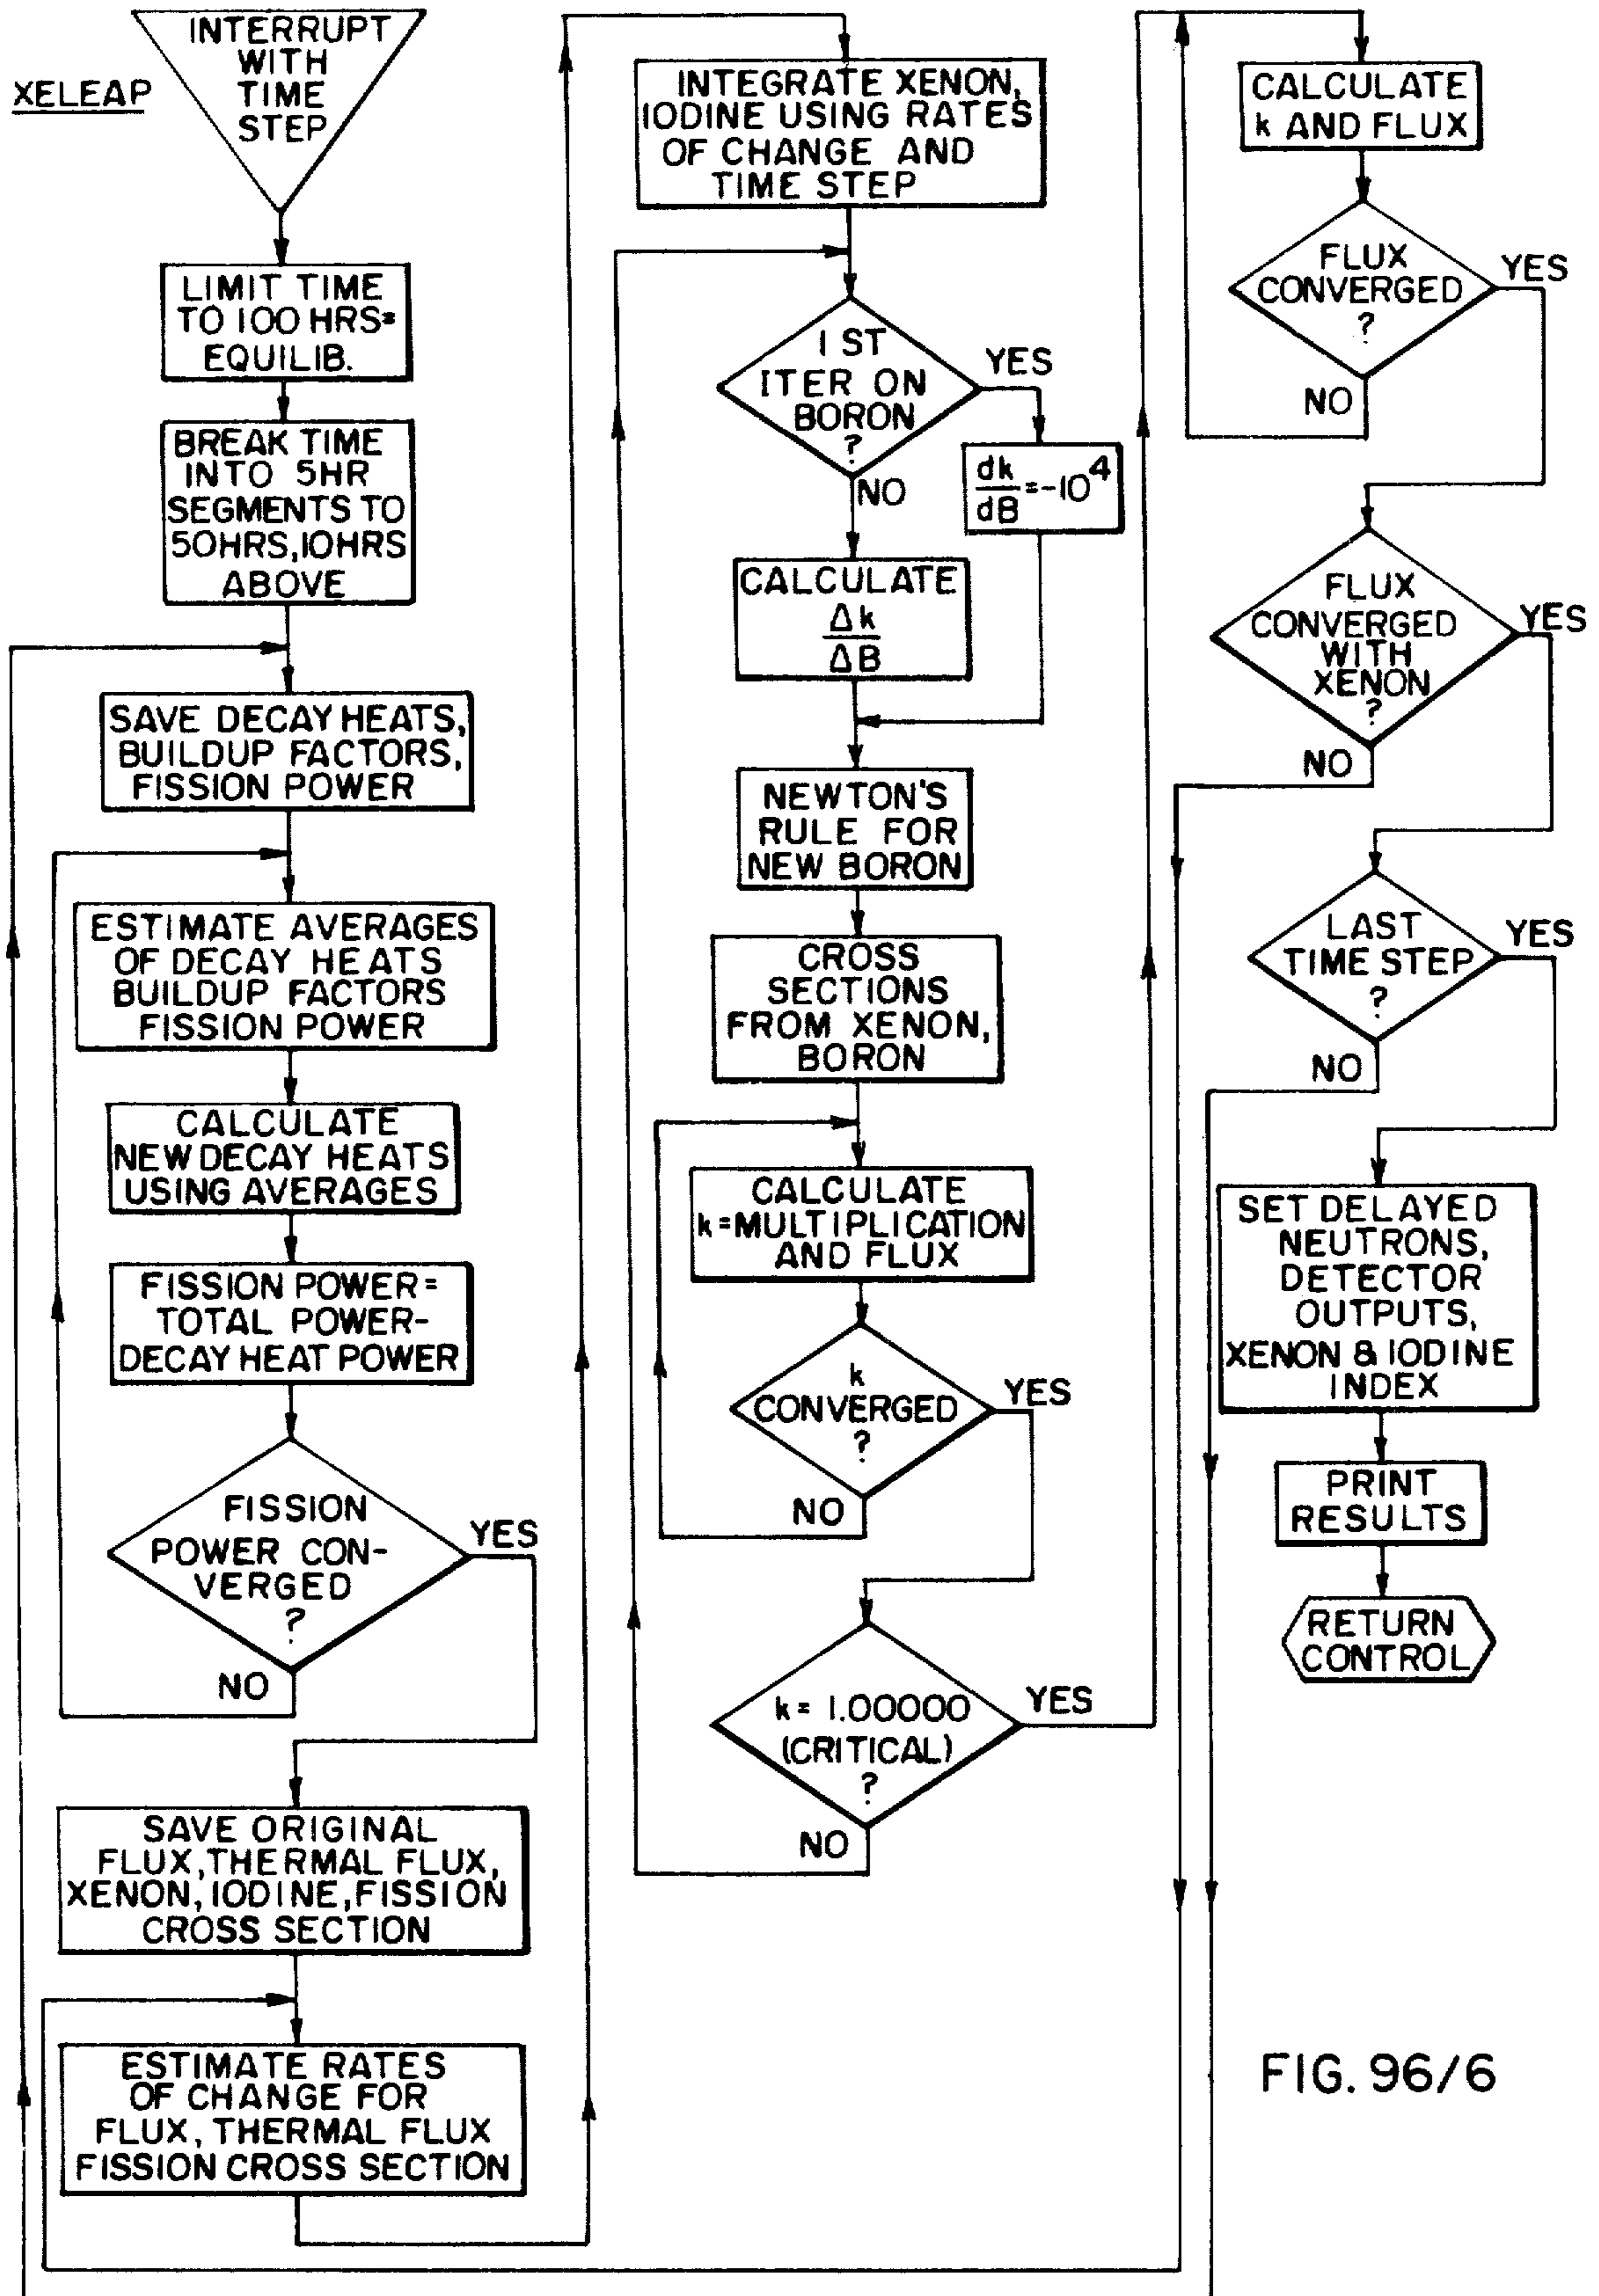 XELEAP
INTERRUPT
WITH
TIME
STEP
LIMIT TIME
TO 100 HRS=
EQUILIB.
BREAK TIME
INTO 5HR
SEGMENTS TO
50HRS,10HRS
ABOVE
SAVE DECAY HEATS,
BUILDUP FACTORS,
FISSION POWER
ESTIMATE AVERAGES
OF DECAY HEATS
BUILDUP FACTORS
FISSION POWER
CALCULATE
NEW DECAY HEATS
USING AVERAGES
FISSION POWER=
TOTAL POWER-
DECAY HEAT POWER
FISSION
POWER CON-
VERGED
?
YES
NO
SAVE ORIGINAL
FLUX, THERMAL FLUX,
XENON, IODINE, FISSION
CROSS SECTION
ESTIMATE RATES
OF CHANGE FOR
FLUX, THERMAL FLUX
FISSION CROSS SECTION
INTEGRATE XENON,
IODINE USING RATES
OF CHANGE AND
TIME STEP
1 ST
ITER ON
BORON
?
YES
NO
dk
dB
=-10⁴
CALCULATE
Δk
ΔB
NEWTON'S
RULE FOR
NEW BORON
CROSS
SECTIONS
FROM XENON,
BORON
CALCULATE
k=MULTIPLICATION
AND FLUX
k
CONVERGED
?
YES
NO
k= 1.00000
(CRITICAL)
?
YES
NO
CALCULATE
k AND FLUX
FLUX
CONVERGED
?
YES
NO
FLUX
CONVERGED
WITH
XENON
?
YES
NO
LAST
TIME STEP
?
YES
NO
SET DELAYED
NEUTRONS,
DETECTOR
OUTPUTS,
XENON & IODINE
INDEX
PRINT
RESULTS
RETURN
CONTROL
FIG. 96/6